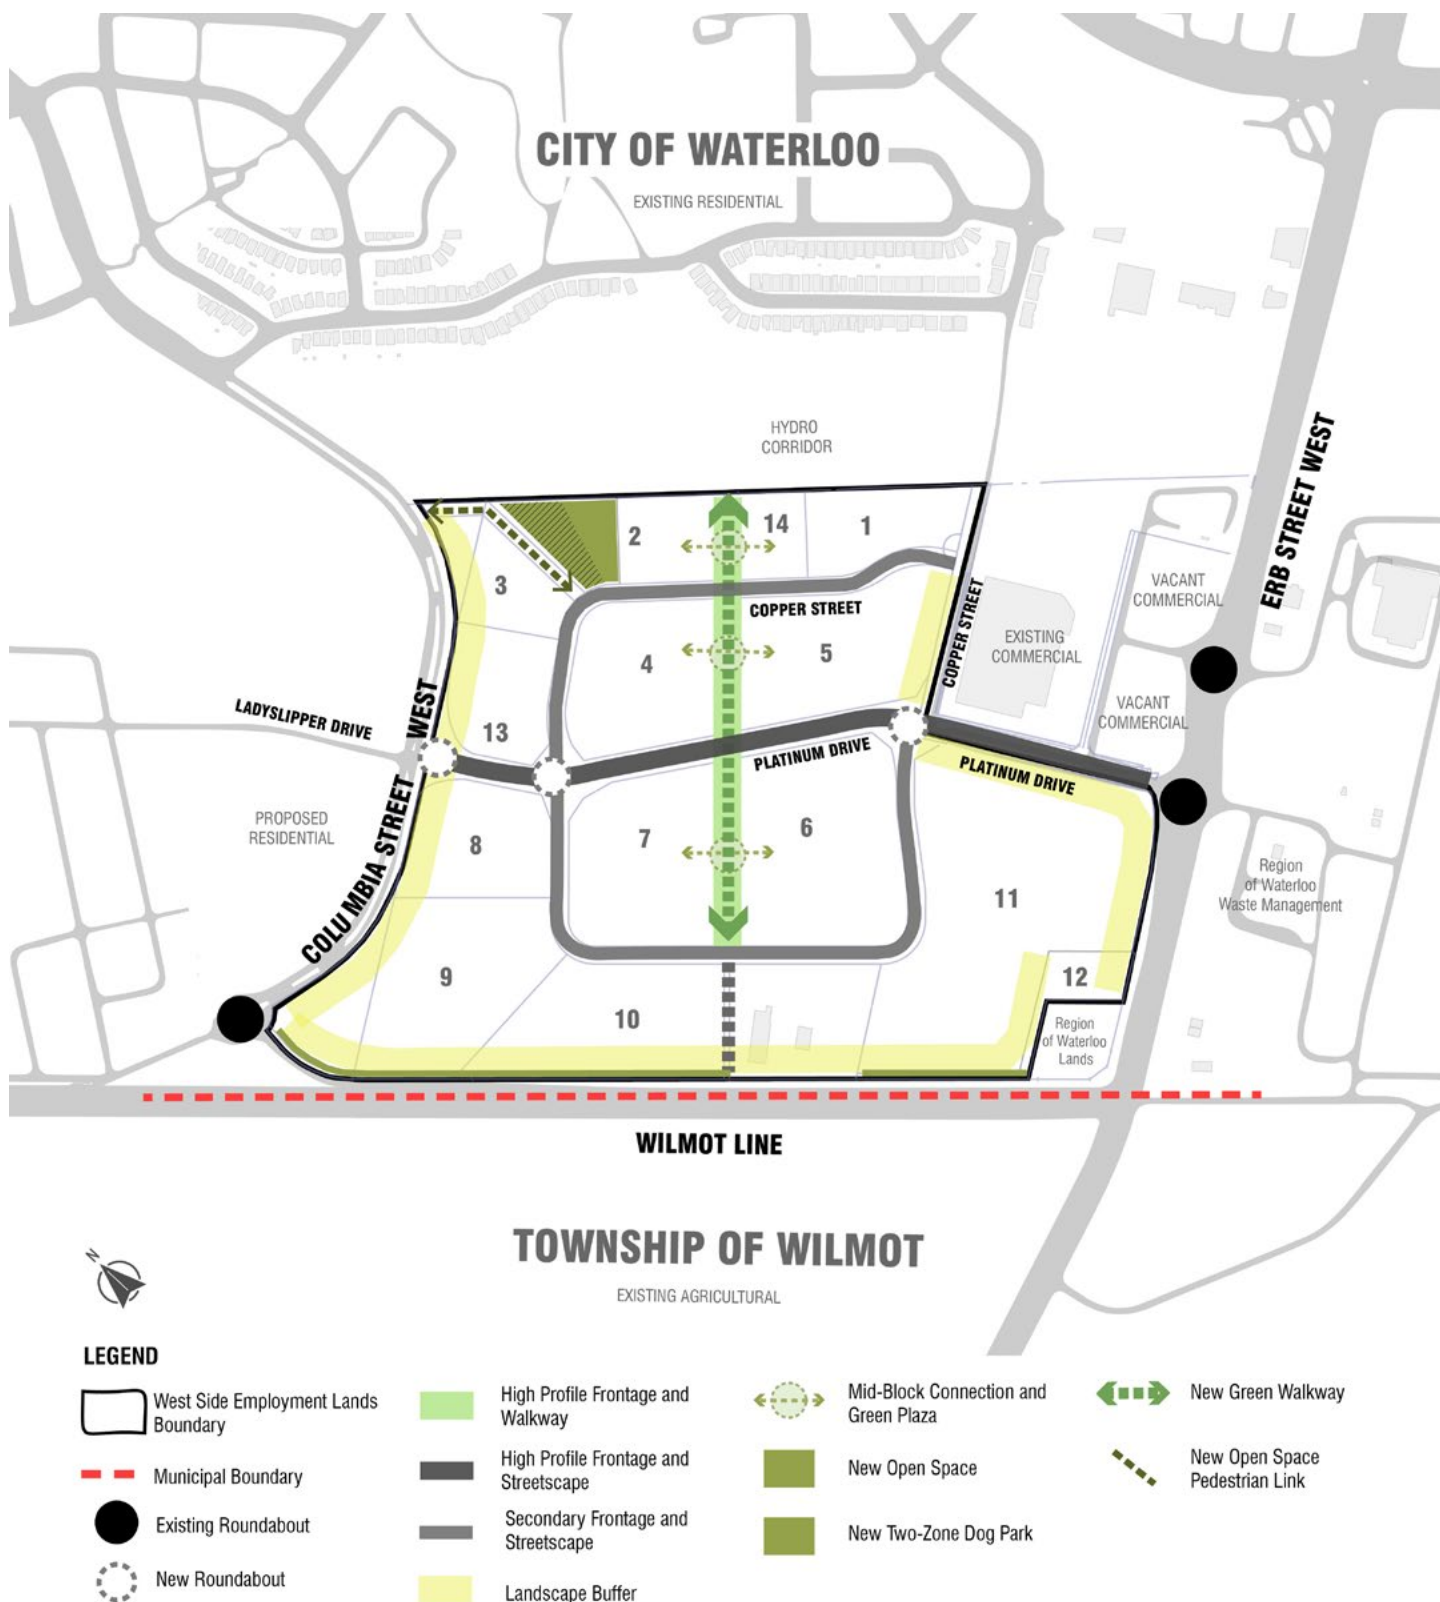 CITY OF WATERLOO
EXISTING RESIDENTIAL
HYDRO
CORRIDOR
ERB STREET WEST
2
14
1
3
COPPER STREET
VACANT
COMMERCIAL
COPPER STREET
EXISTING
COMMERCIAL
4
5
VACANT
COMMERCIAL
LADYSLIPPER DRIVE
COLUMBIA STREET WEST
13
PLATINUM DRIVE
PLATINUM DRIVE
PROPOSED
RESIDENTIAL
8
7
6
11
Region
of Waterloo
Waste Management
9
10
12
Region
of Waterloo
Lands
WILMOT LINE
TOWNSHIP OF WILMOT
EXISTING AGRICULTURAL
N
LEGEND
West Side Employment Lands
Boundary
Municipal Boundary
Existing Roundabout
New Roundabout
High Profile Frontage and
Walkway
High Profile Frontage and
Streetscape
Secondary Frontage and
Streetscape
Landscape Buffer
Mid-Block Connection and
Green Plaza
New Open Space
New Two-Zone Dog Park
New Green Walkway
New Open Space
Pedestrian Link